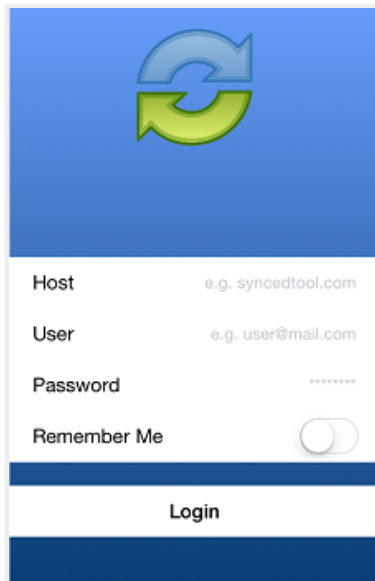 Host e.g. syncedtool.com
User e.g. user@mail.com
Password ********
Remember Me
Login